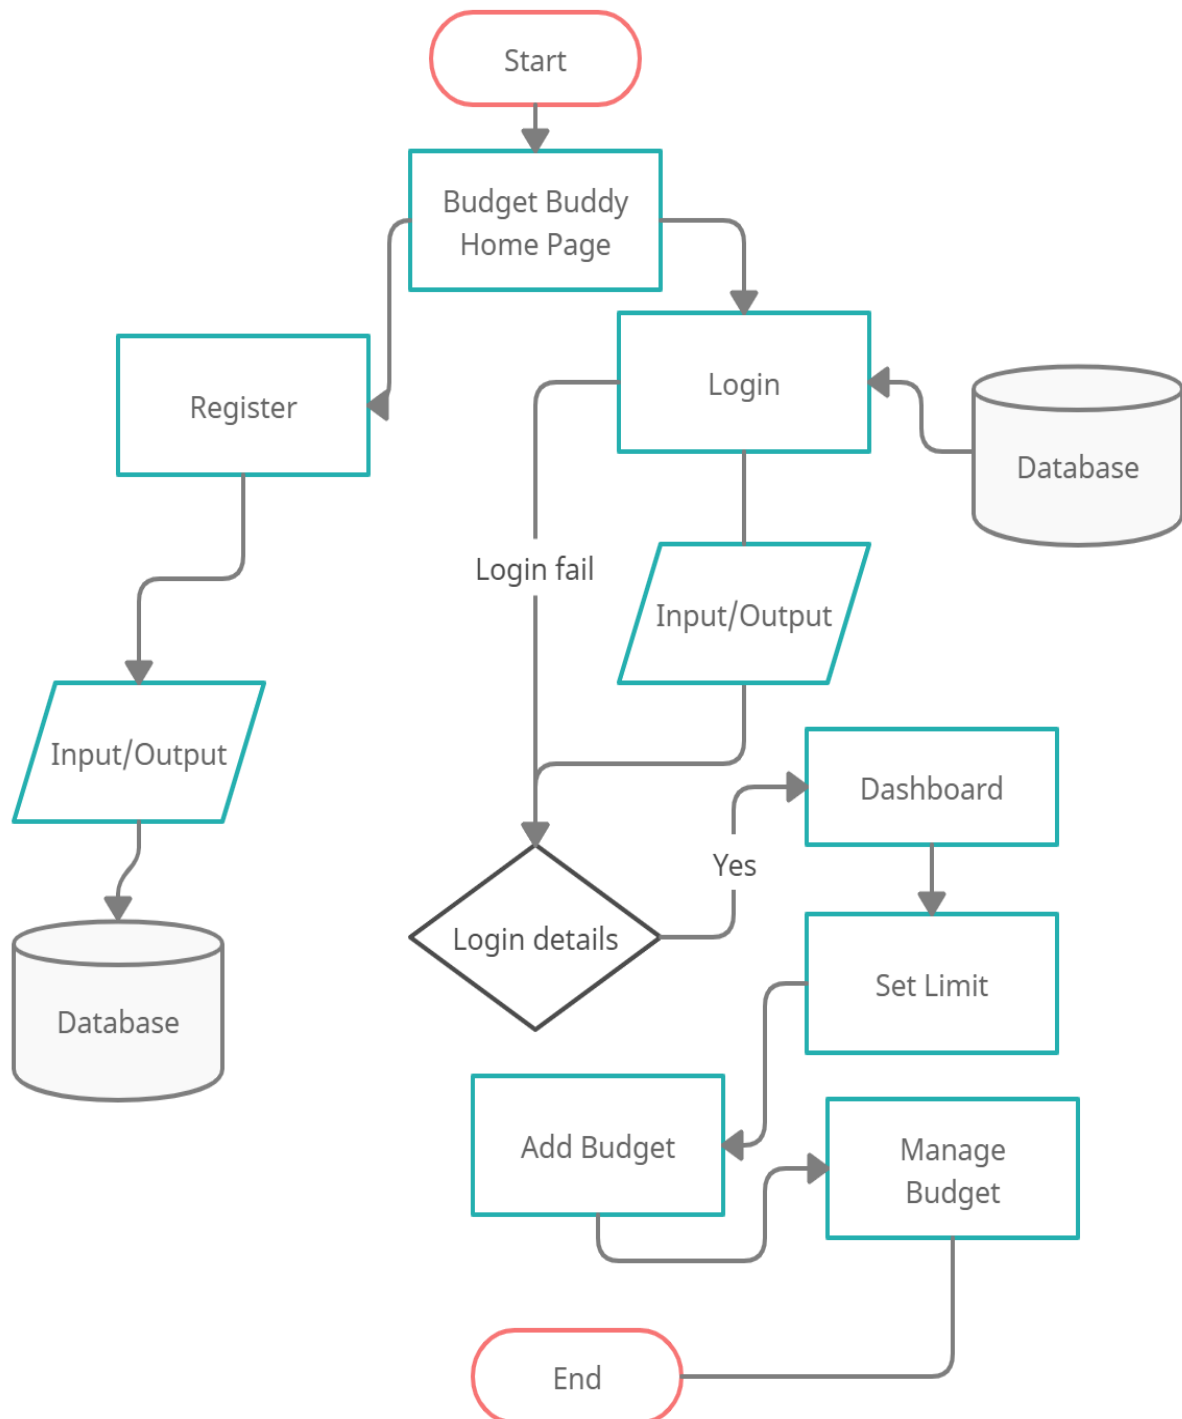 Start
Budget Buddy
Home Page
Register
Login
Database
Login fail
Input/Output
Input/Output
Dashboard
Yes
Login details
Set Limit
Database
Add Budget
Manage
Budget
End